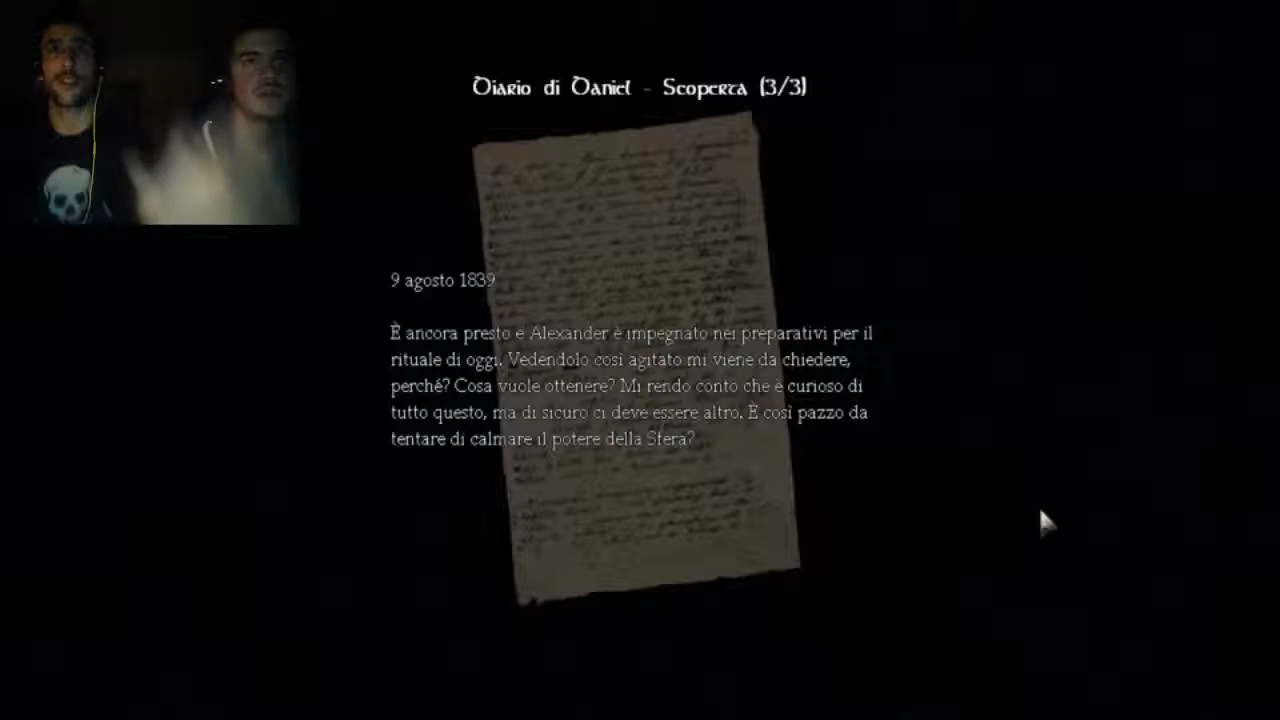 Diario di Daniel - Scoperta (3/3)
9 agosto 1839
È ancora presto e Alexander è impegnato nei preparativi per il
rituale di oggi. Vedendolo così agitato mi viene da chiedere,
perché? Cosa vuole ottenere? Mi rendo conto che è curioso di
tutto questo, ma di sicuro ci deve essere altro. È così pazzo da
tentare di calmare il potere della Sfera?